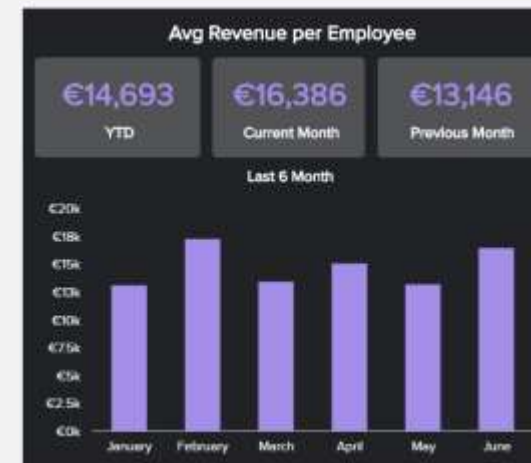 Avg Revenue per Employee
€14,693 €16,386 €13,146
YTD Current Month Previous Month
Last 6 Month
€20k
€18k
€15k
€13k
€10k
€7.5k
€5k
€2.5k
€0k
January February March April May June